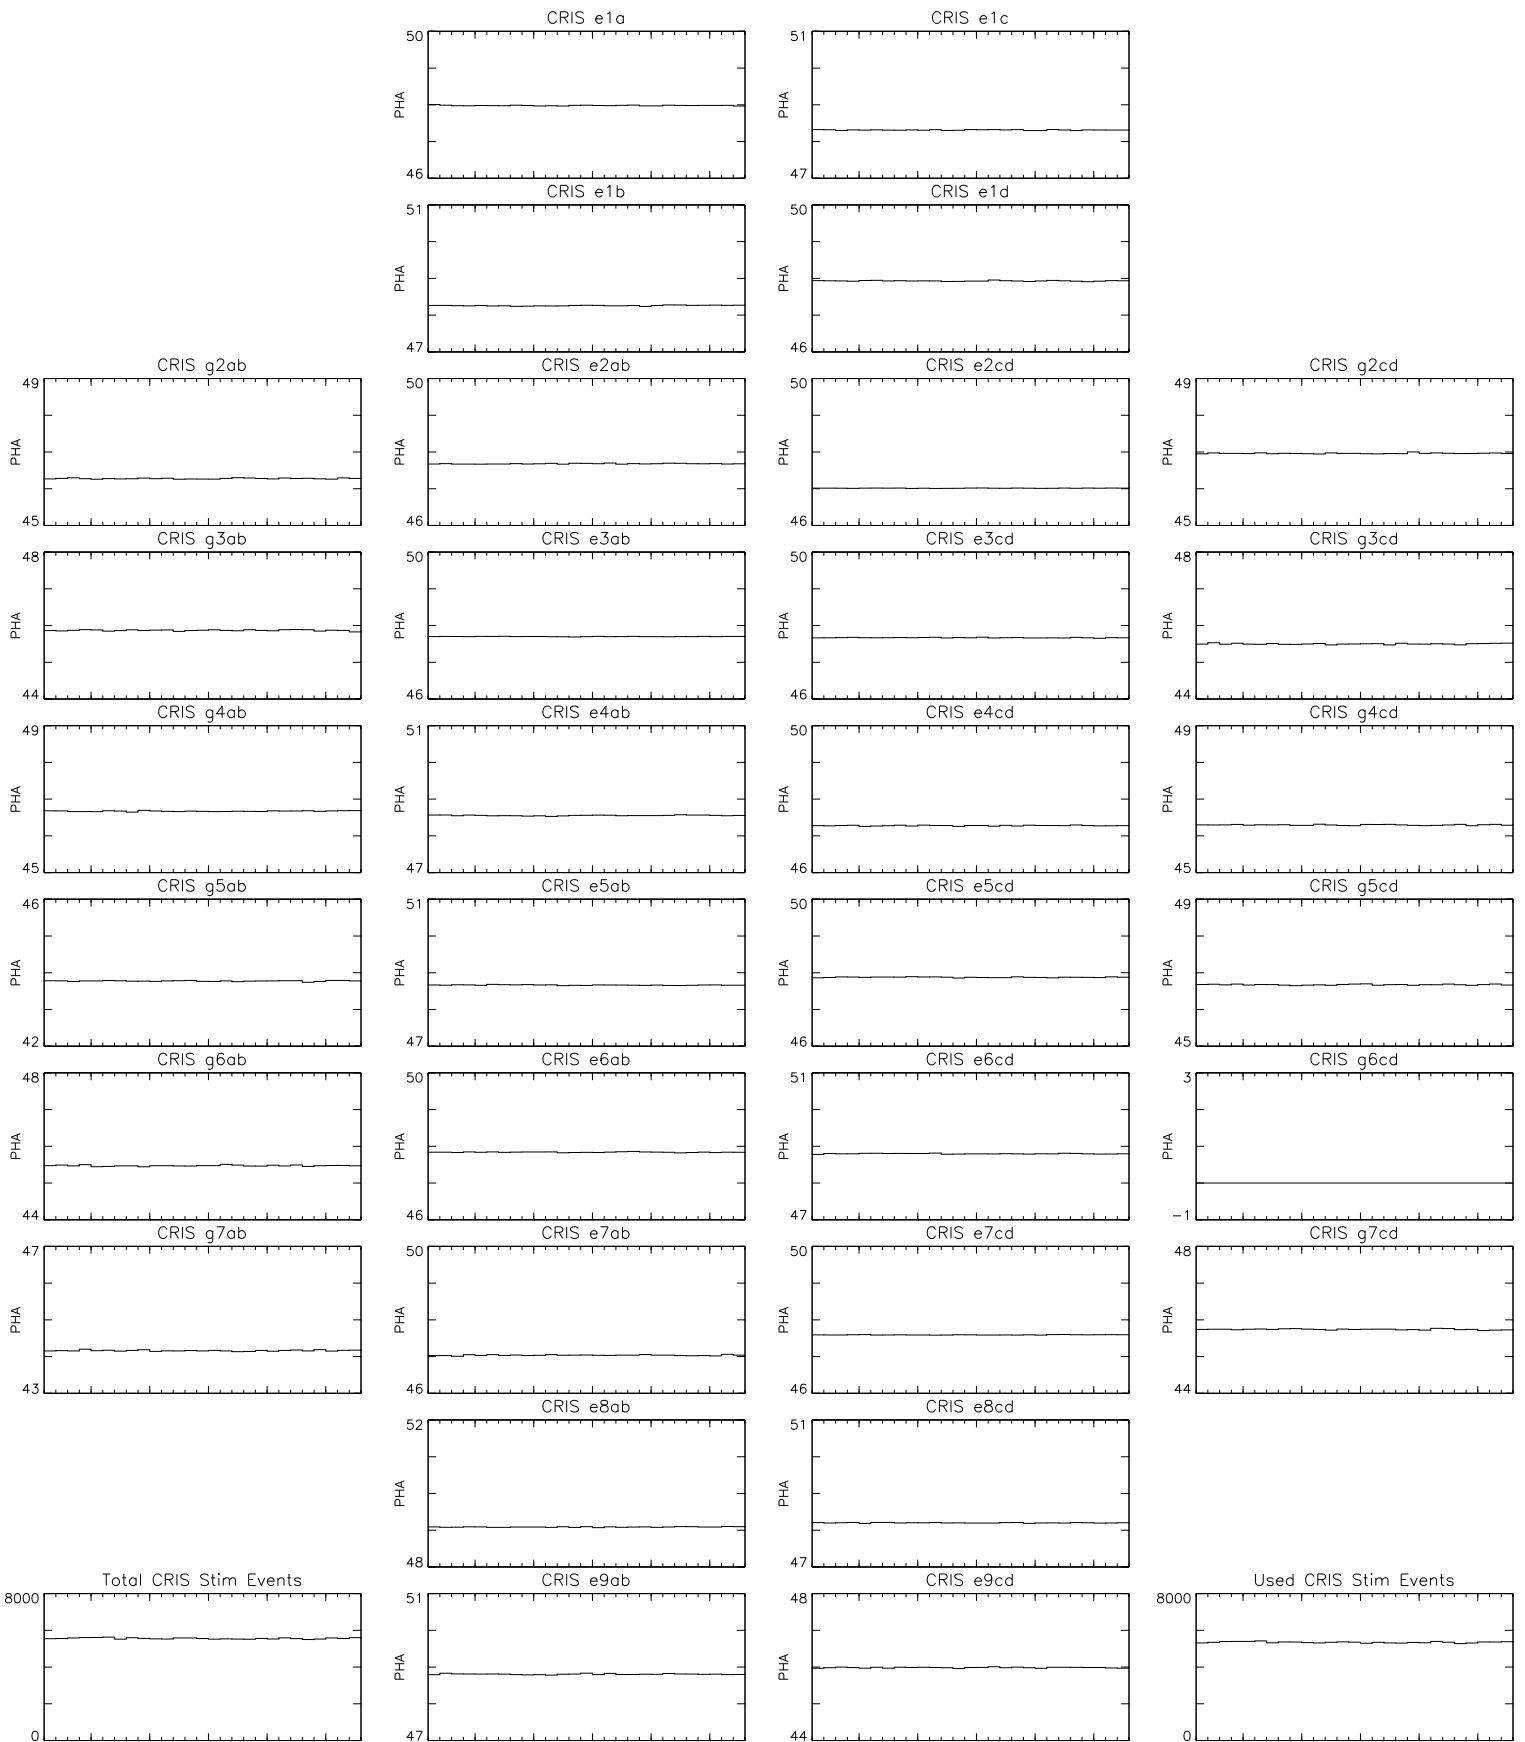 CRIS e1a CRIS e1c
50 51
PHA PHA
46 47
CRIS e1b CRIS e1d
51 50
PHA PHA
47 46
CRIS g2ab CRIS e2ab CRIS e2cd CRIS g2cd
49 50 50 49
PHA PHA PHA PHA
45 46 46 45
CRIS g3ab CRIS e3ab CRIS e3cd CRIS g3cd
48 50 50 48
PHA PHA PHA PHA
44 46 46 44
CRIS g4ab CRIS e4ab CRIS e4cd CRIS g4cd
49 51 50 49
PHA PHA PHA PHA
45 47 46 45
CRIS g5ab CRIS e5ab CRIS e5cd CRIS g5cd
46 51 50 49
PHA PHA PHA PHA
42 47 46 45
CRIS g6ab CRIS e6ab CRIS e6cd CRIS g6cd
48 50 51 3
PHA PHA PHA PHA
44 46 47 -1
CRIS g7ab CRIS e7ab CRIS e7cd CRIS g7cd
47 50 50 48
PHA PHA PHA PHA
43 46 46 44
CRIS e8ab CRIS e8cd
52 51
PHA PHA
48 47
Total CRIS Stim Events CRIS e9ab CRIS e9cd Used CRIS Stim Events
8000 51 48 8000
PHA PHA
0 47 44 0